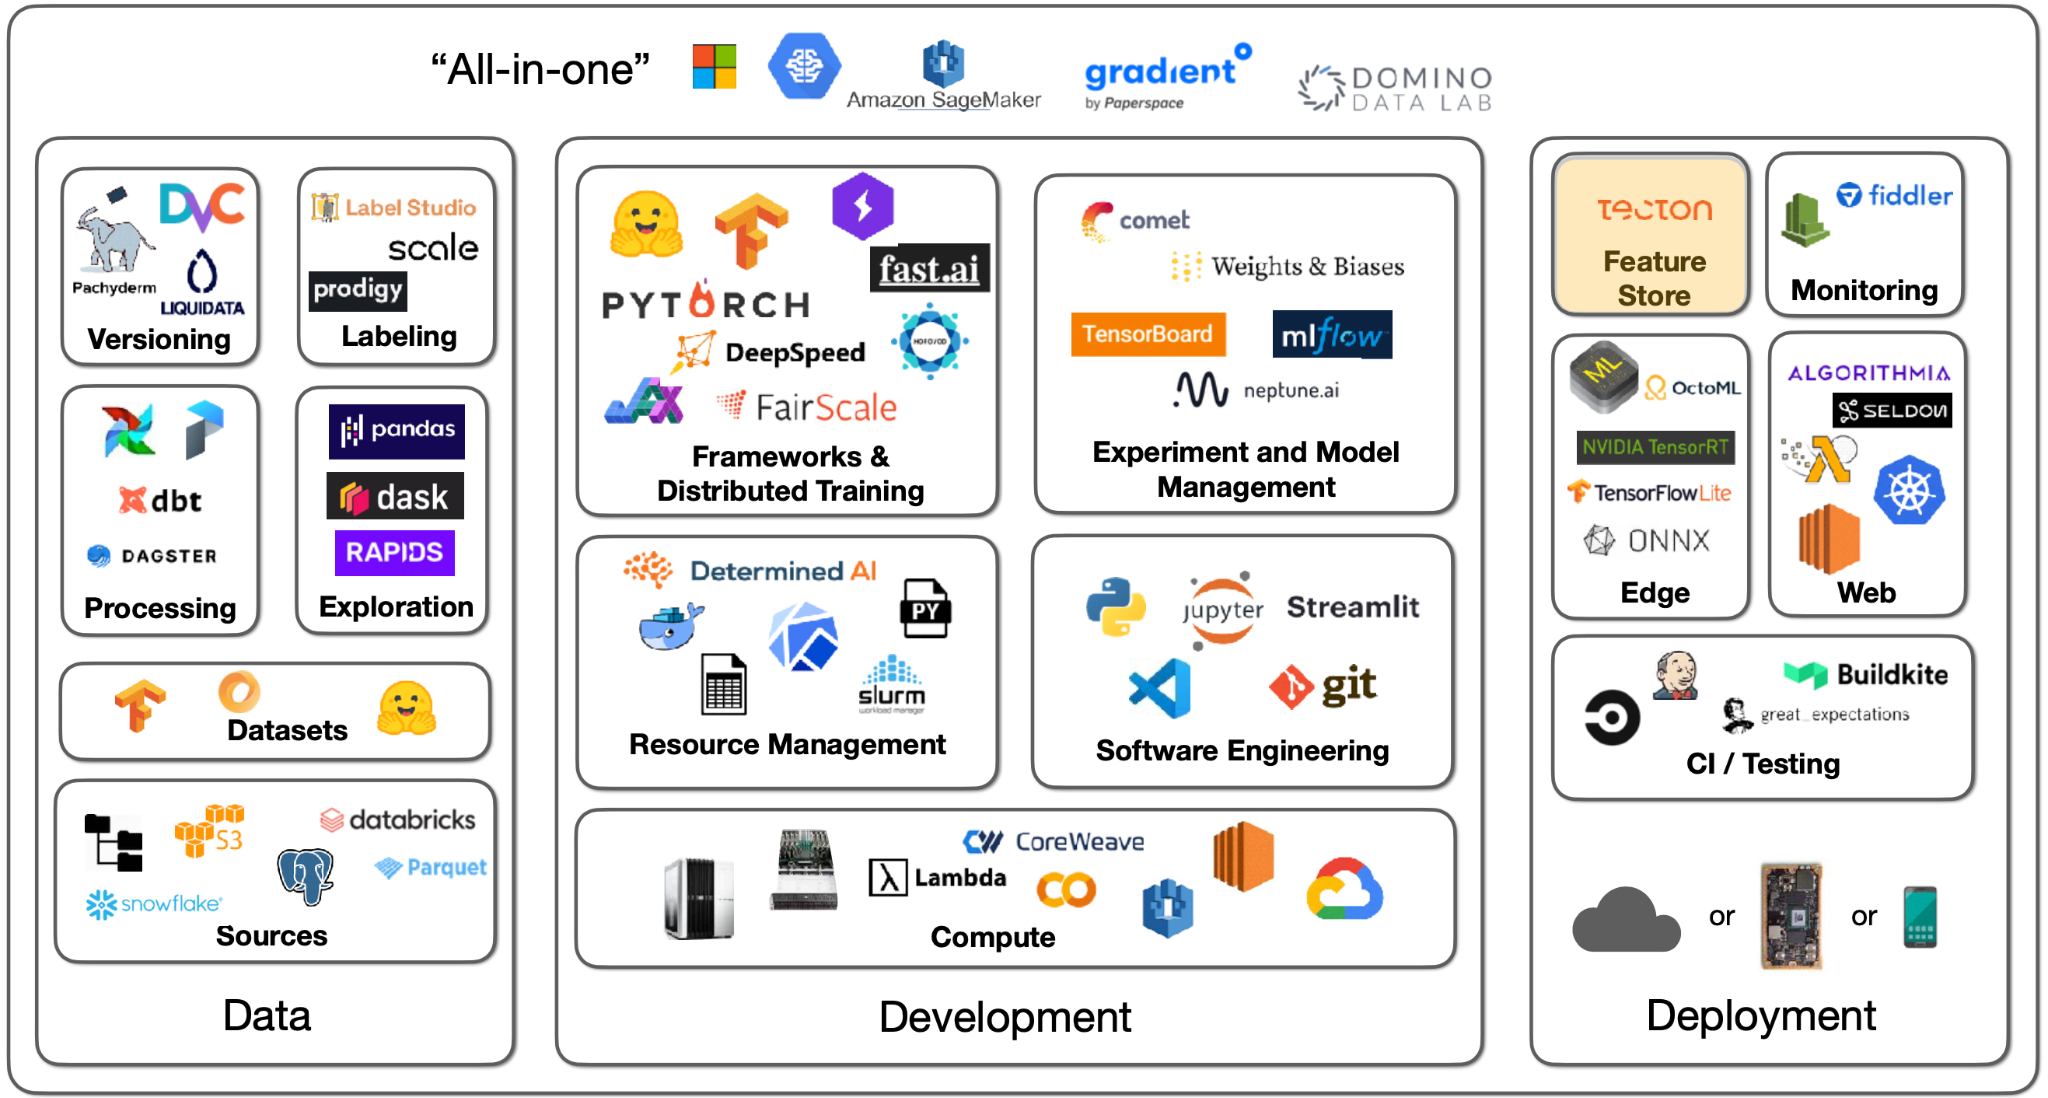 “All-in-one”
Amazon SageMaker
gradient
by Paperspace
DOMINO
DATA LAB
DVC
Pachyderm
LIQUIDATA
Versioning
Label Studio
scale
prodigy
Labeling
dbt
DAGSTER
Processing
pandas
dask
RAPIDS
Exploration
Datasets
S3
databricks
Parquet
snowflake
Sources
Data
fast.ai
PYTORCH
HOROVOD
DeepSpeed
JAX
FairScale
Frameworks &
Distributed Training
comet
Weights & Biases
TensorBoard
mlflow
neptune.ai
Experiment and Model
Management
Determined AI
PY
slurm
workload manager
Resource Management
jupyter
Streamlit
git
Software Engineering
CoreWeave
Lambda
Compute
Development
TECTON
Feature
Store
fiddler
Monitoring
ML
OctoML
NVIDIA TensorRT
TensorFlow Lite
ONNX
Edge
ALGORITHMIA
SELDON
Web
Buildkite
great_expectations
CI / Testing
or
or
Deployment